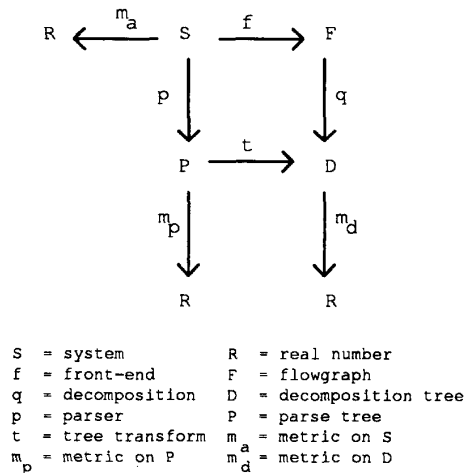 R m_a S f F
p q
P t D
m_p m_d
R R
S = system R = real number
f = front-end F = flowgraph
q = decomposition D = decomposition tree
p = parser P = parse tree
t = tree transform m_a = metric on S
m_p = metric on P m_d = metric on D